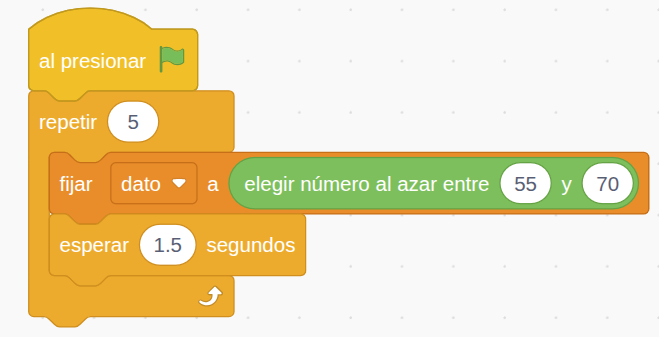 al presionar
repetir 5
fijar dato a elegir número al azar entre 55 y 70
esperar 1.5 segundos